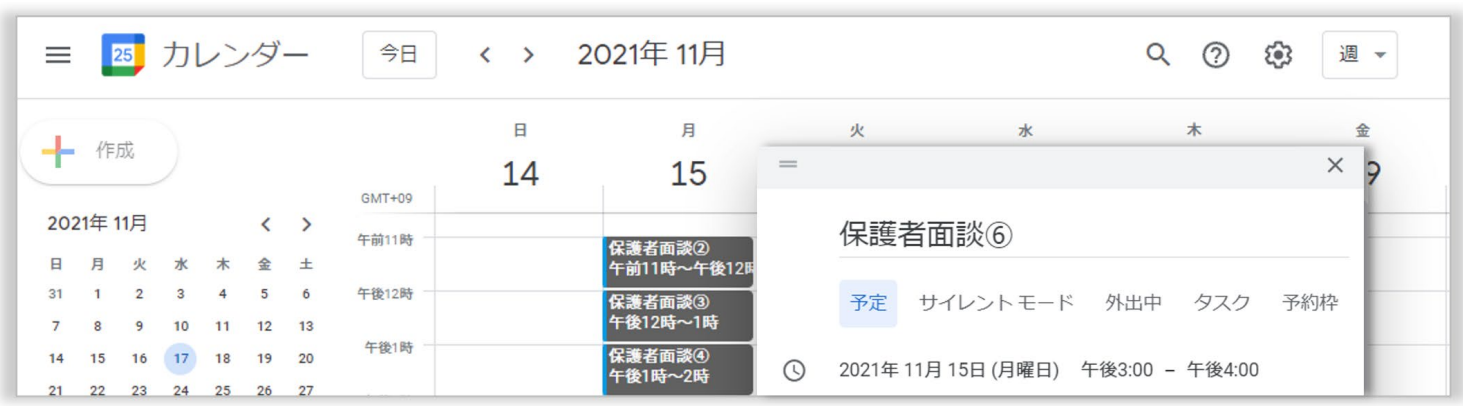 25 カレンダー 今日 2021年 11月 週
作成
日 月 火 水 木 金
14 15 9
GMT+09
2021年 11月
日 月 火 水 木 金 土
31 1 2 3 4 5 6
7 8 9 10 11 12 13
14 15 16 17 18 19 20
21 22 23 24 25 26 27
午前11時
午後12時
午後1時
保護者面談②
午前11時~午後12時
保護者面談③
午後12時~1時
保護者面談④
午後1時~2時
保護者面談⑥
予定 サイレント モード 外出中 タスク 予約枠
2021年 11月 15日 (月曜日) 午後3:00 – 午後4:00